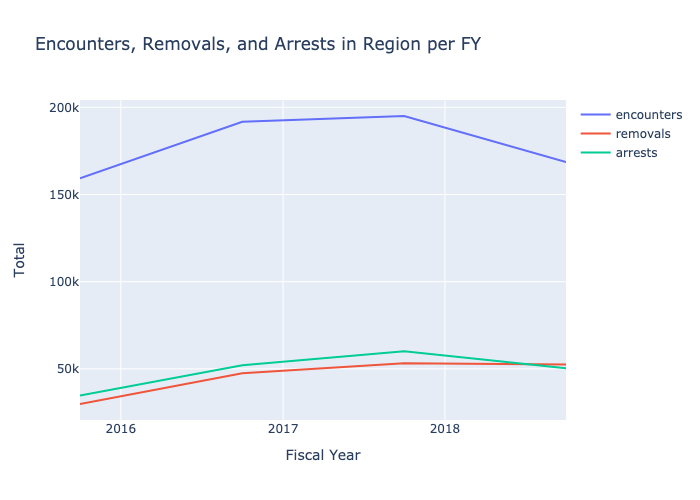 Encounters, Removals, and Arrests in Region per FY
200k
150k
100k
50k
2016
2017
2018
Total
Fiscal Year
encounters
removals
arrests